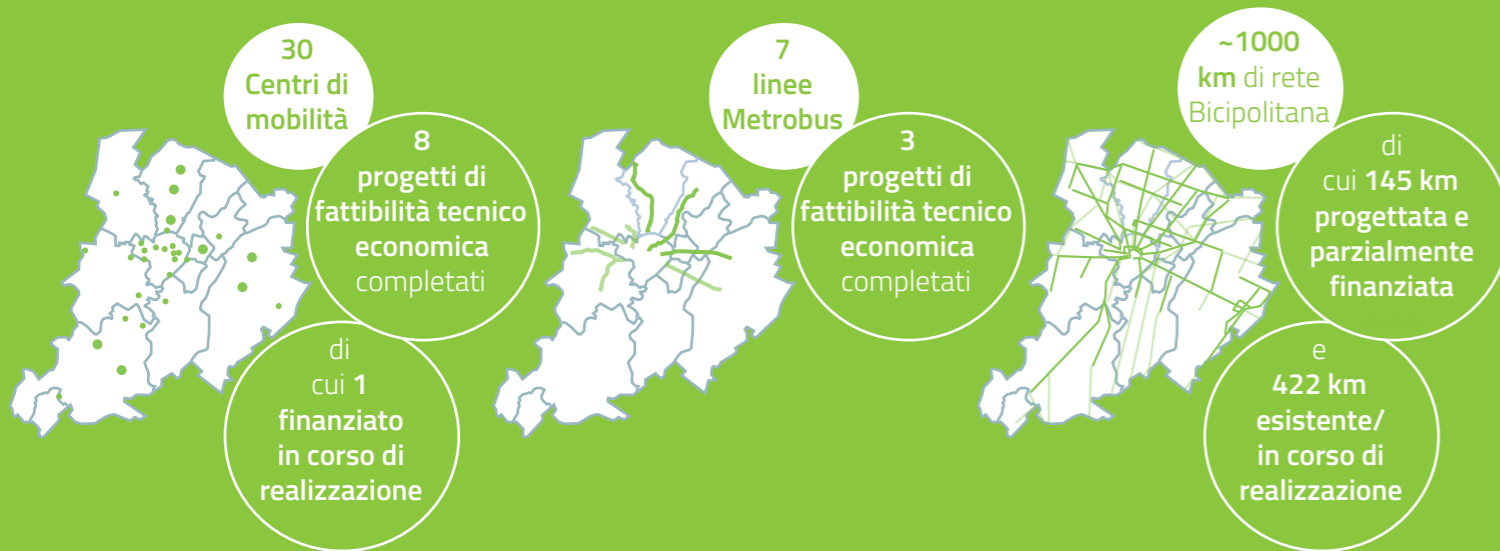 30
Centri di
mobilità
8
progetti di
fattibilità tecnico
economica
completati
di
cui 1
finanziato
in corso di
realizzazione
7
linee
Metrobus
3
progetti di
fattibilità tecnico
economica
completati
~1000
km di rete
Bicipolitana
di
cui 145 km
progettata e
parzialmente
finanziata
e
422 km
esistente/
in corso di
realizzazione